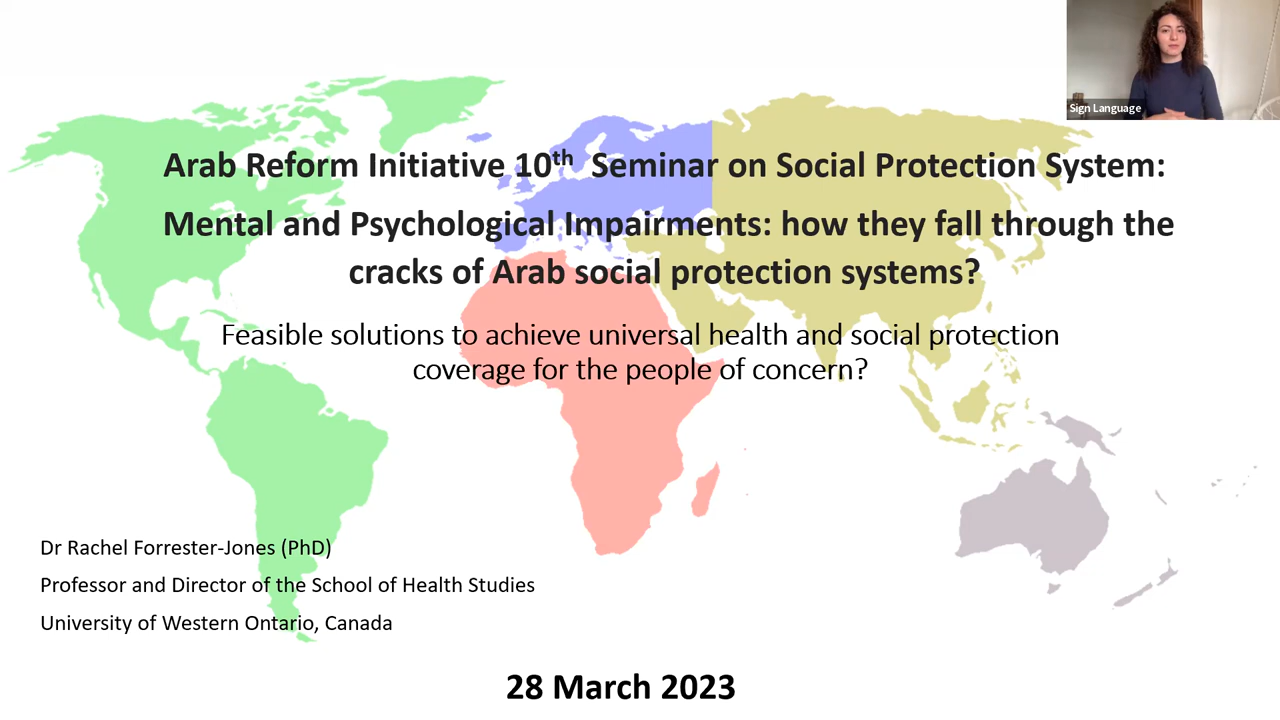 Sign Language
Arab Reform Initiative 10th Seminar on Social Protection System:
Mental and Psychological Impairments: how they fall through the
cracks of Arab social protection systems?
Feasible solutions to achieve universal health and social protection
coverage for the people of concern?
Dr Rachel Forrester-Jones (PhD)
Professor and Director of the School of Health Studies
University of Western Ontario, Canada
28 March 2023